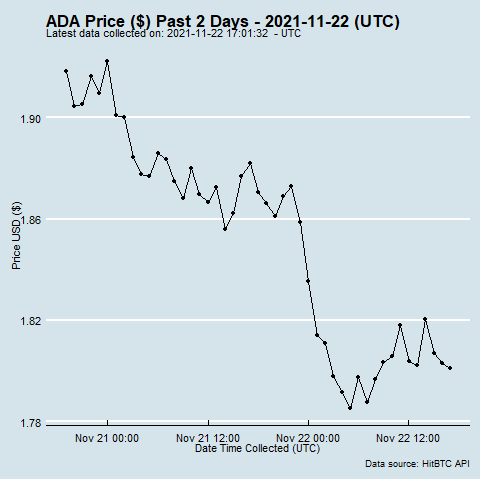 ADA Price ($) Past 2 Days - 2021-11-22 (UTC)
Latest data collected on: 2021-11-22 17:01:32  - UTC
1.90
1.86
1.82
1.78
Price USD ($)
Nov 21 00:00 Nov 21 12:00 Nov 22 00:00 Nov 22 12:00
Date Time Collected (UTC)
Data source: HitBTC API